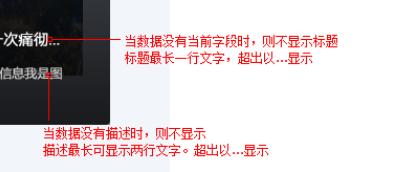 一次痛彻...
当数据没有当前字段时，则不显示标题
标题最长一行文字，超出以...显示
信息我是图
当数据没有描述时，则不显示
描述最长可显示两行文字。超出以...显示